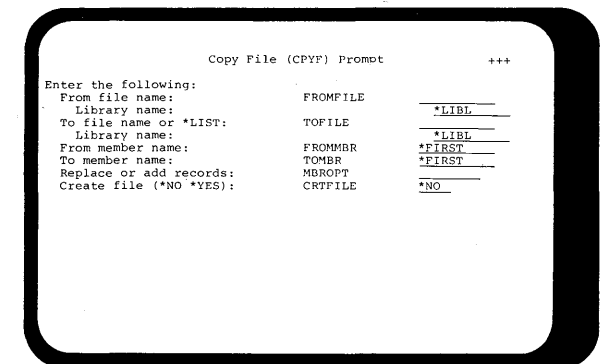 Copy File (CPYF) Prompt +++
Enter the following:
From file name: FROMFILE
Library name: *LIBL
To file name or *LIST: TOFILE
Library name: *LIBL
From member name: FROMMBR *FIRST
To member name: TOMBR *FIRST
Replace or add records: MBROPT
Create file (*NO *YES): CRTFILE *NO